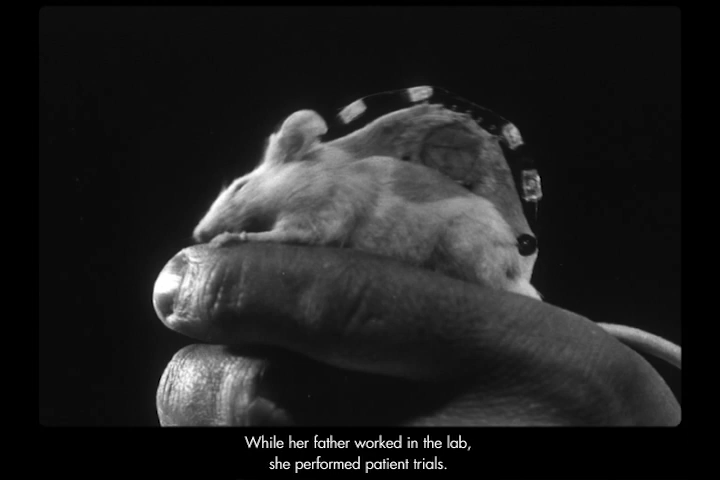 While her father worked in the lab,
she performed patient trials.